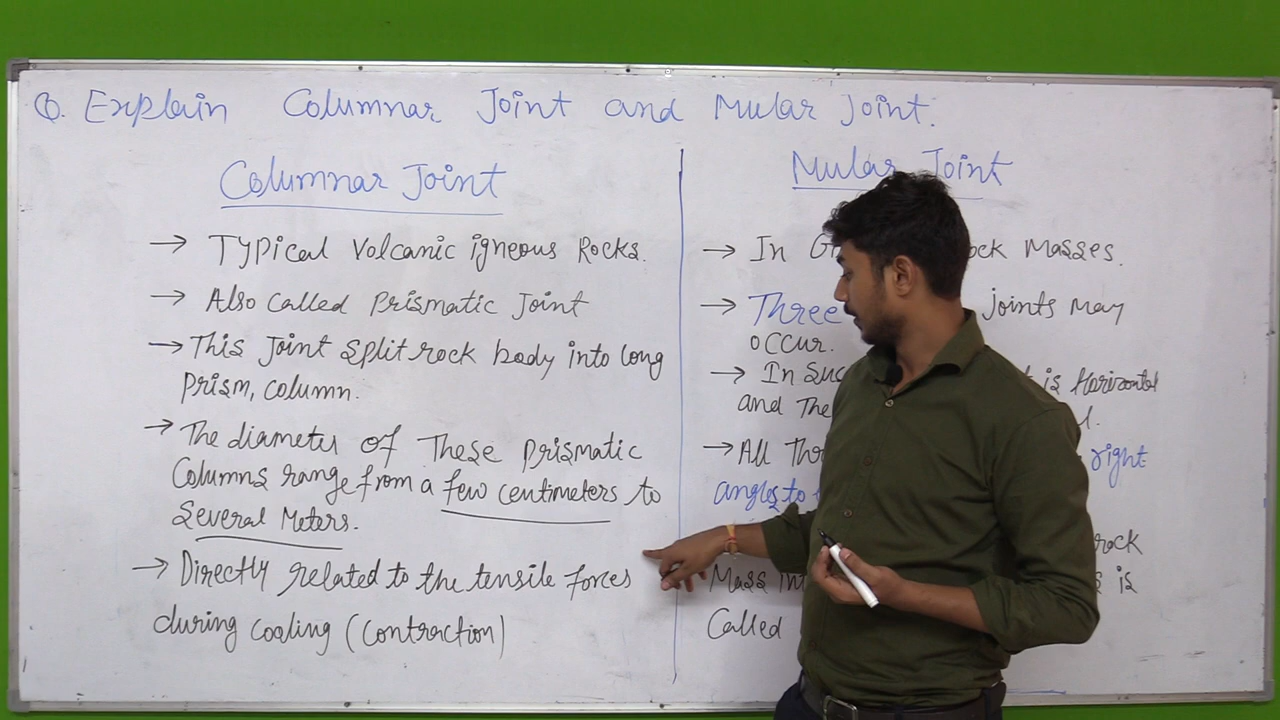 Q. Explain Columnar Joint and Mular Joint.
Columnar Joint
→ Typical Volcanic igneous Rocks.
→ Also Called Prismatic Joint
→ This Joint Split rock body into long
Prism, column.
→ The diameter of These Prismatic
Columns range from a few centimeters to
Several Meters.
→ Directly related to the tensile forces
during Cooling (Contraction)
Mular Joint
→ In ock Masses.
→ Three joints May
occur.
→ In is Horizontal
and The
→ All right
angles to
rock
Mass is
Called